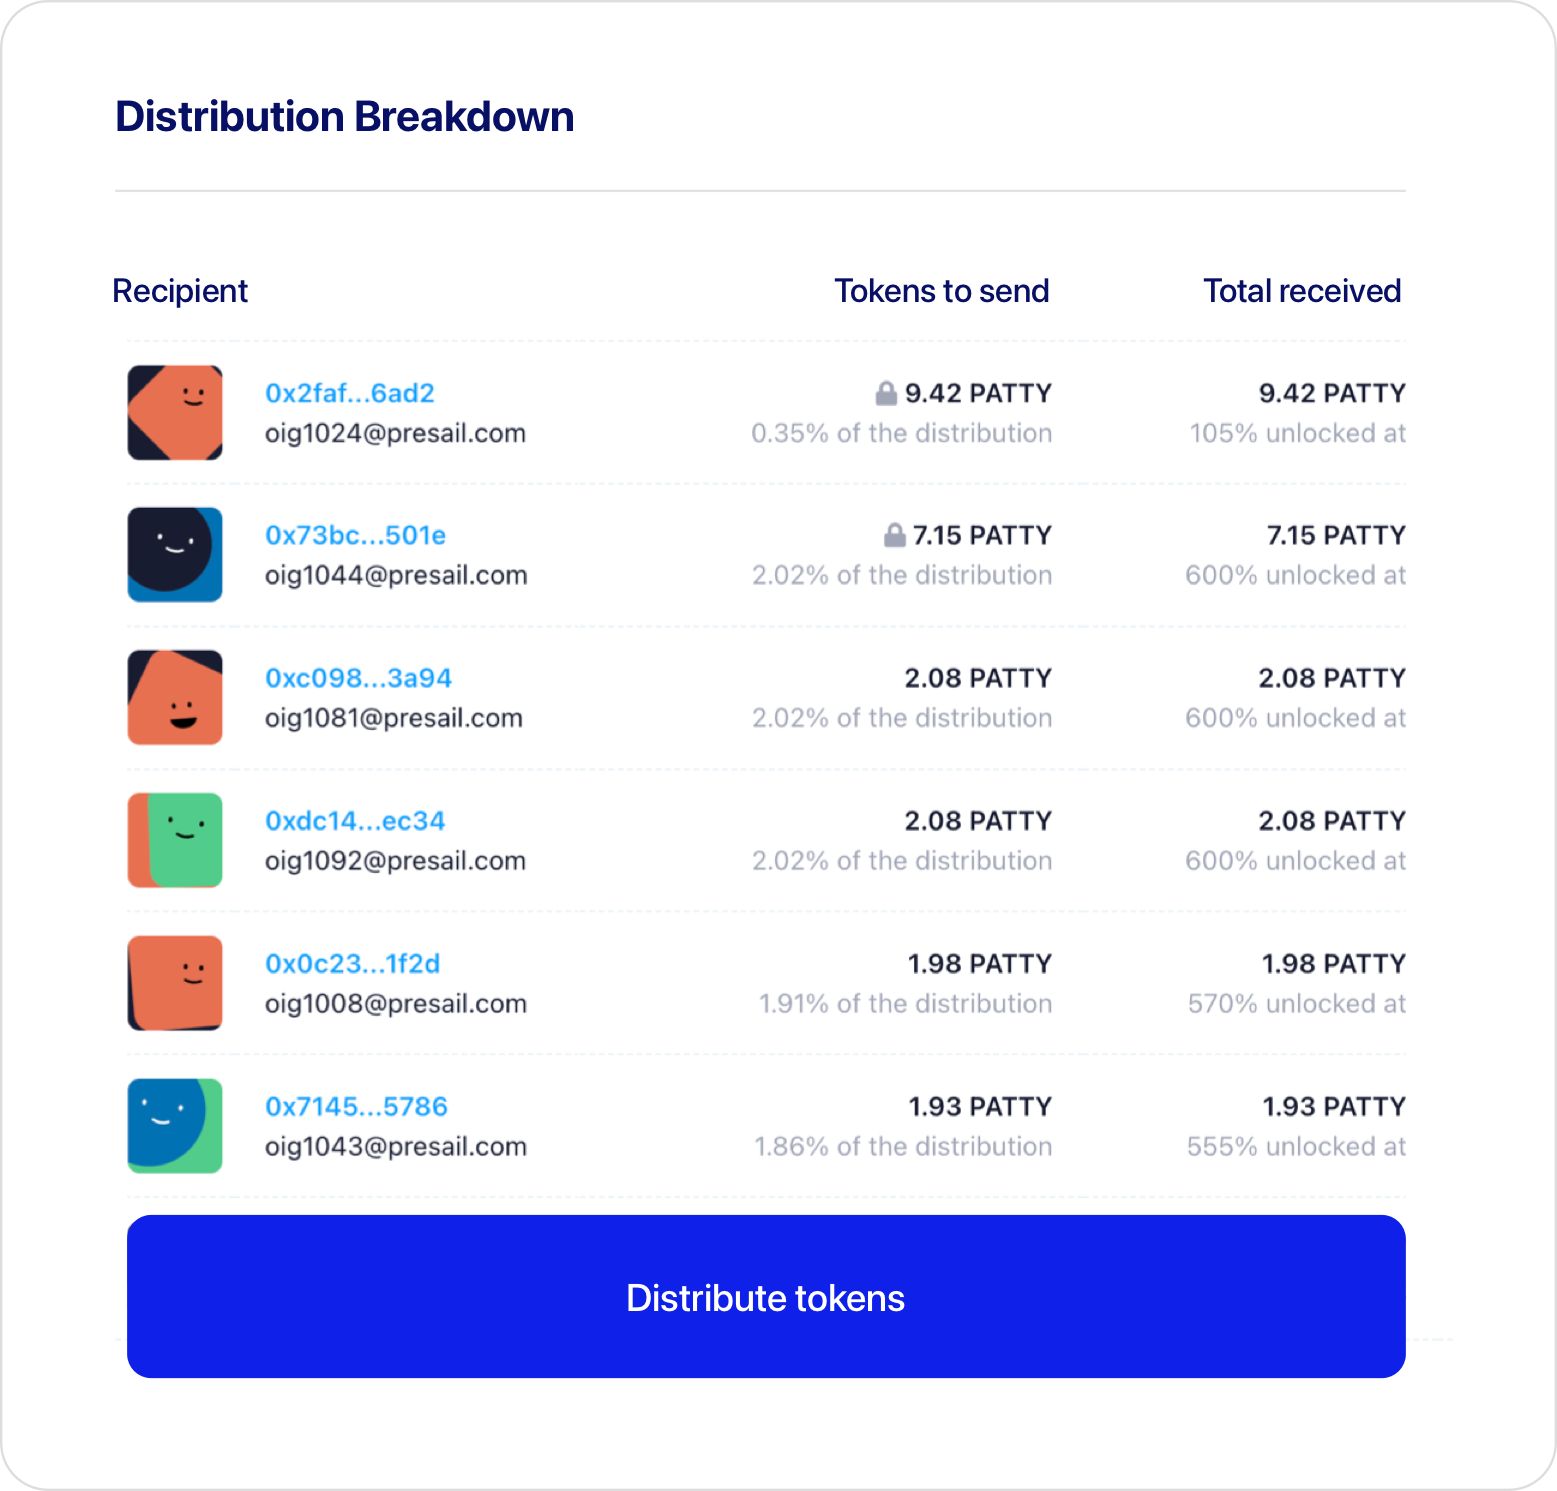 Distribution Breakdown
Recipient Tokens to send Total received
0x2faf...6ad2 9.42 PATTY 9.42 PATTY
oig1024@presail.com 0.35% of the distribution 105% unlocked at
0x73bc...501e 7.15 PATTY 7.15 PATTY
oig1044@presail.com 2.02% of the distribution 600% unlocked at
0xc098...3a94 2.08 PATTY 2.08 PATTY
oig1081@presail.com 2.02% of the distribution 600% unlocked at
0xdc14...ec34 2.08 PATTY 2.08 PATTY
oig1092@presail.com 2.02% of the distribution 600% unlocked at
0x0c23...1f2d 1.98 PATTY 1.98 PATTY
oig1008@presail.com 1.91% of the distribution 570% unlocked at
0x7145...5786 1.93 PATTY 1.93 PATTY
oig1043@presail.com 1.86% of the distribution 555% unlocked at
Distribute tokens